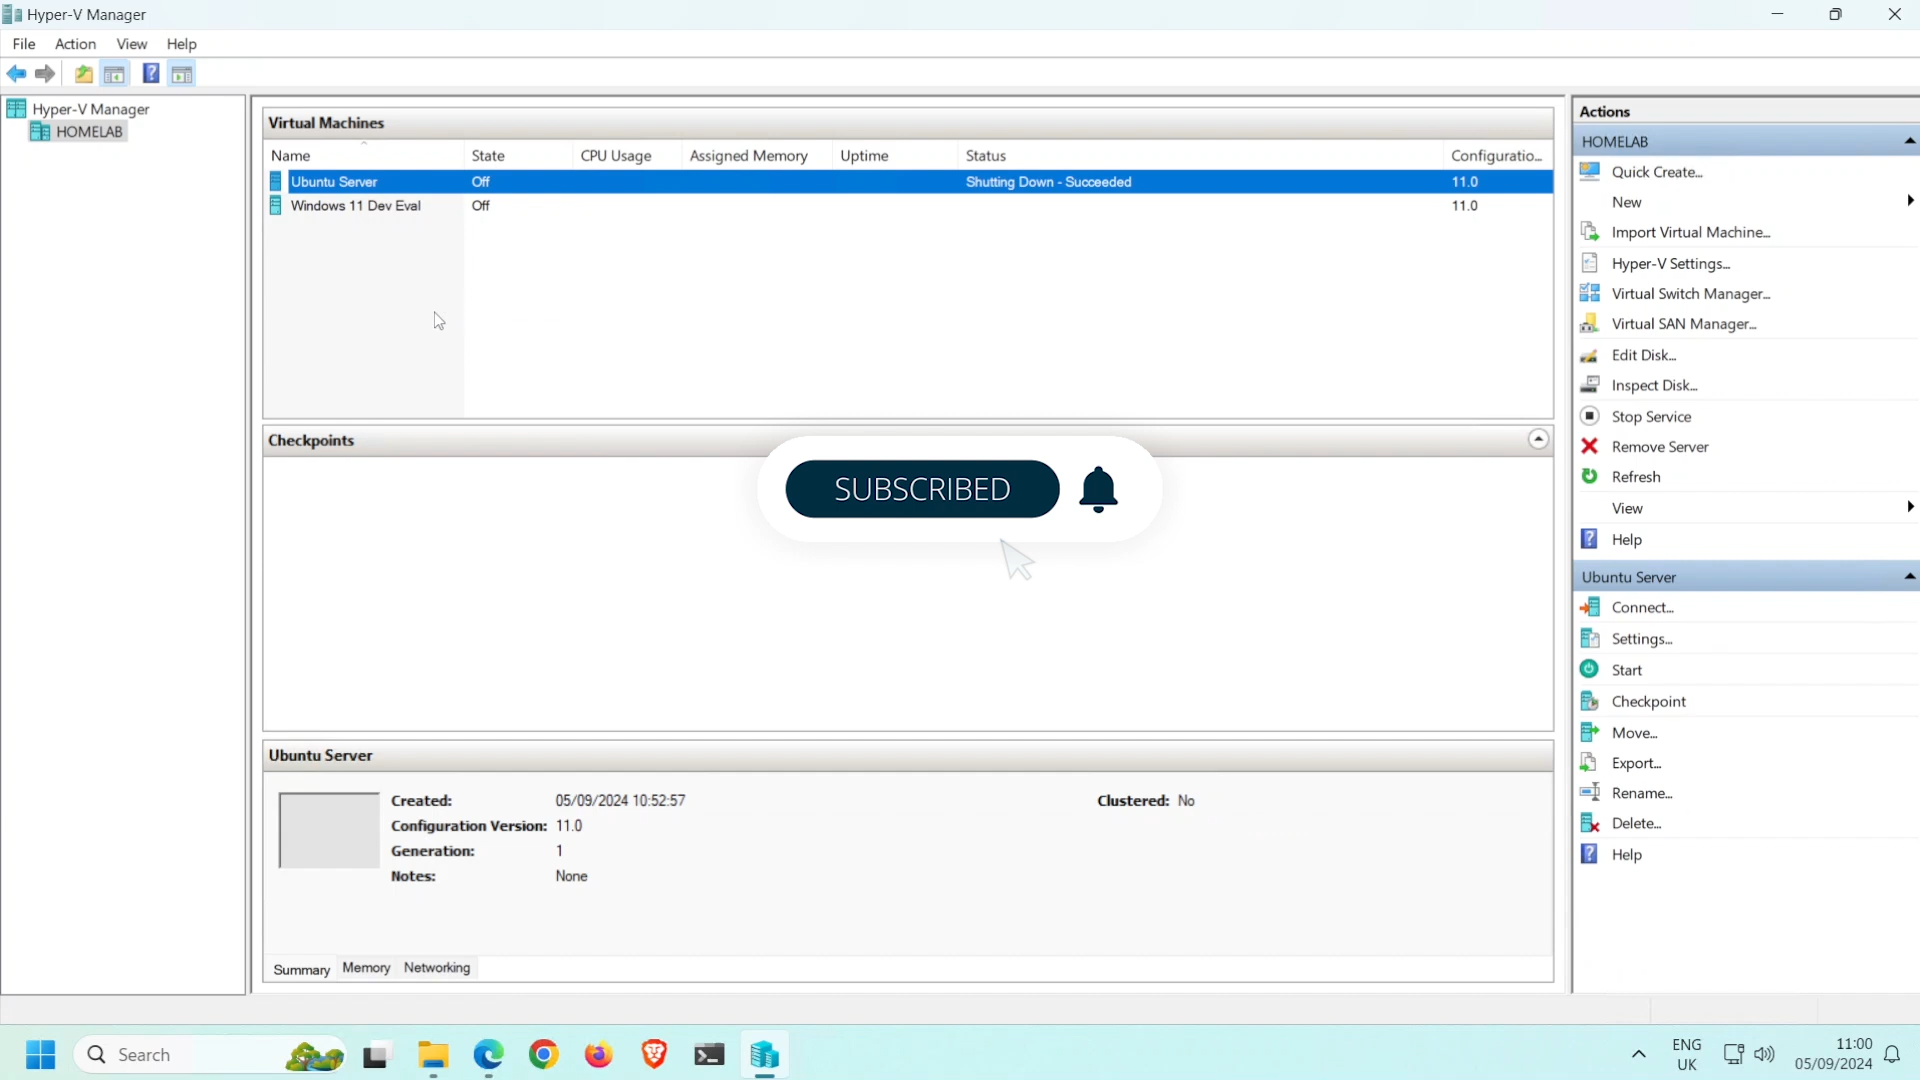 Hyper-V Manager
File Action View Help
Hyper-V Manager
HOMELAB
Virtual Machines
Name State CPU Usage Assigned Memory Uptime Status Configuratio...
Ubuntu Server Off Shutting Down - Succeeded 11.0
Windows 11 Dev Eval Off 11.0
Checkpoints
SUBSCRIBED
Ubuntu Server
Created: 05/09/2024 10:52:57 Clustered: No
Configuration Version: 11.0
Generation: 1
Notes: None
Summary Memory Networking
Actions
HOMELAB
Quick Create...
New
Import Virtual Machine...
Hyper-V Settings...
Virtual Switch Manager...
Virtual SAN Manager...
Edit Disk...
Inspect Disk...
Stop Service
Remove Server
Refresh
View
Help
Ubuntu Server
Connect...
Settings...
Start
Checkpoint
Move...
Export...
Rename...
Delete...
Help
Search
ENG
UK
11:00
05/09/2024